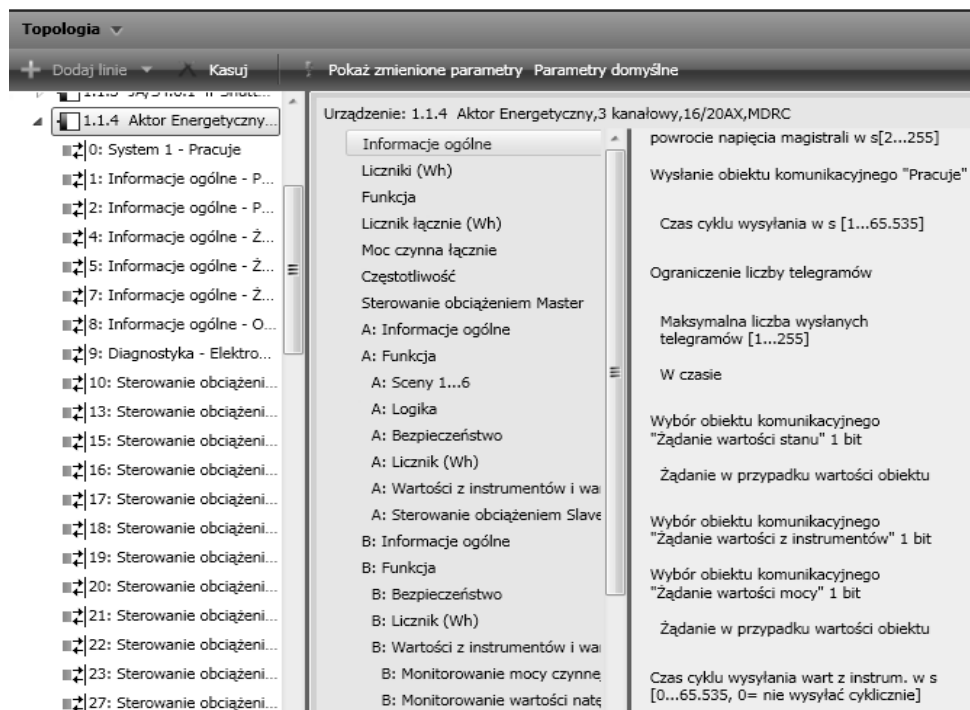 Topologia
Dodaj linie Kasuj Pokaż zmienione parametry Parametry domyślne
1.1.4 Aktor Energetyczny...
0: System 1 - Pracuje
1: Informacje ogólne - P...
2: Informacje ogólne - P...
4: Informacje ogólne - Ż...
5: Informacje ogólne - Ż...
7: Informacje ogólne - Ż...
8: Informacje ogólne - O...
9: Diagnostyka - Elektro...
10: Sterowanie obciążeni...
13: Sterowanie obciążeni...
15: Sterowanie obciążeni...
16: Sterowanie obciążeni...
17: Sterowanie obciążeni...
18: Sterowanie obciążeni...
19: Sterowanie obciążeni...
20: Sterowanie obciążeni...
21: Sterowanie obciążeni...
22: Sterowanie obciążeni...
23: Sterowanie obciążeni...
27: Sterowanie obciążeni...
Urządzenie: 1.1.4 Aktor Energetyczny,3 kanałowy,16/20AX,MDRC
Informacje ogólne
Liczniki (Wh)
Funkcja
Licznik łącznie (Wh)
Moc czynna łącznie
Częstotliwość
Sterowanie obciążeniem Master
A: Informacje ogólne
A: Funkcja
A: Sceny 1...6
A: Logika
A: Bezpieczeństwo
A: Licznik (Wh)
A: Wartości z instrumentów i wa
A: Sterowanie obciążeniem Slave
B: Informacje ogólne
B: Funkcja
B: Bezpieczeństwo
B: Licznik (Wh)
B: Wartości z instrumentów i wa
B: Monitorowanie mocy czynne
B: Monitorowanie wartości natę
powrocie napięcia magistrali w s[2...255]
Wysłanie obiektu komunikacyjnego "Pracuje"
Czas cyklu wysyłania w s [1...65.535]
Ograniczenie liczby telegramów
Maksymalna liczba wysłanych
telegramów [1...255]
W czasie
Wybór obiektu komunikacyjnego
"Żądanie wartości stanu" 1 bit
Żądanie w przypadku wartości obiektu
Wybór obiektu komunikacyjnego
"Żądanie wartości z instrumentów" 1 bit
Wybór obiektu komunikacyjnego
"Żądanie wartości mocy" 1 bit
Żądanie w przypadku wartości obiektu
Czas cyklu wysyłania wart z instrum. w s
[0...65.535, 0= nie wysyłać cyklicznie]